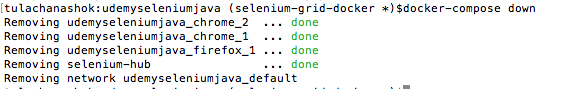 tulachanashok:udemyseleniumjava (selenium-grid-docker *)$docker-compose down
Removing udemyseleniumjava_chrome_2 ... done
Removing udemyseleniumjava_chrome_1 ... done
Removing udemyseleniumjava_firefox_1 ... done
Removing selenium-hub ... done
Removing network udemyseleniumjava_default